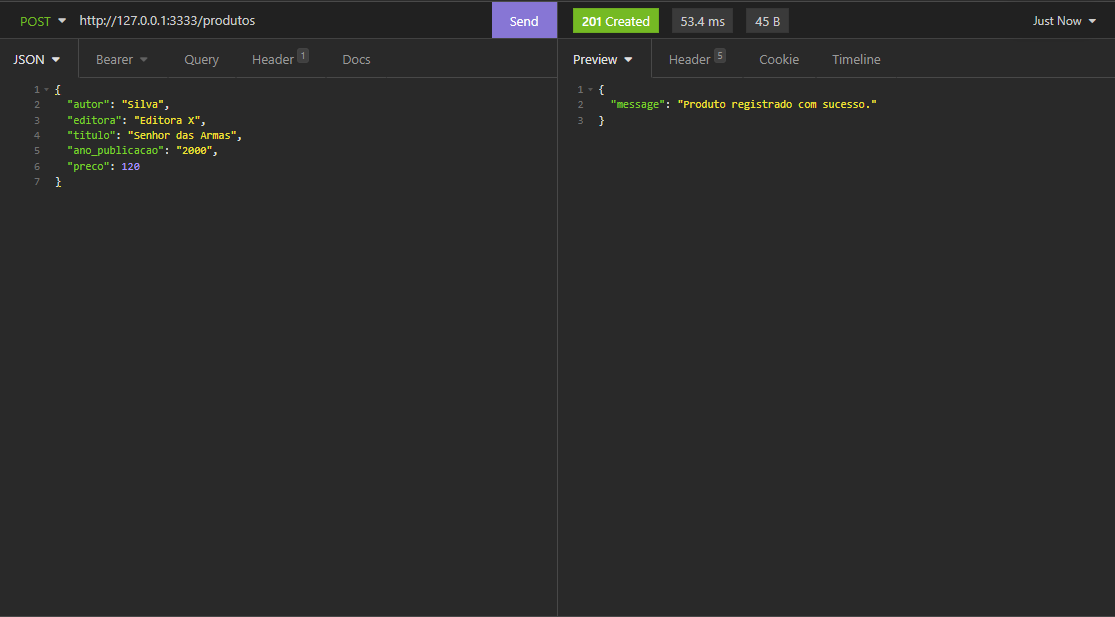 POST http://127.0.0.1:3333/produtos Send
JSON Bearer Query Header 1 Docs
1 {
2 "autor": "Silva",
3 "editora": "Editora X",
4 "titulo": "Senhor das Armas",
5 "ano_publicacao": "2000",
6 "preco": 120
7 }
201 Created 53.4 ms 45 B Just Now
Preview Header 5 Cookie Timeline
1 {
2 "message": "Produto registrado com sucesso."
3 }